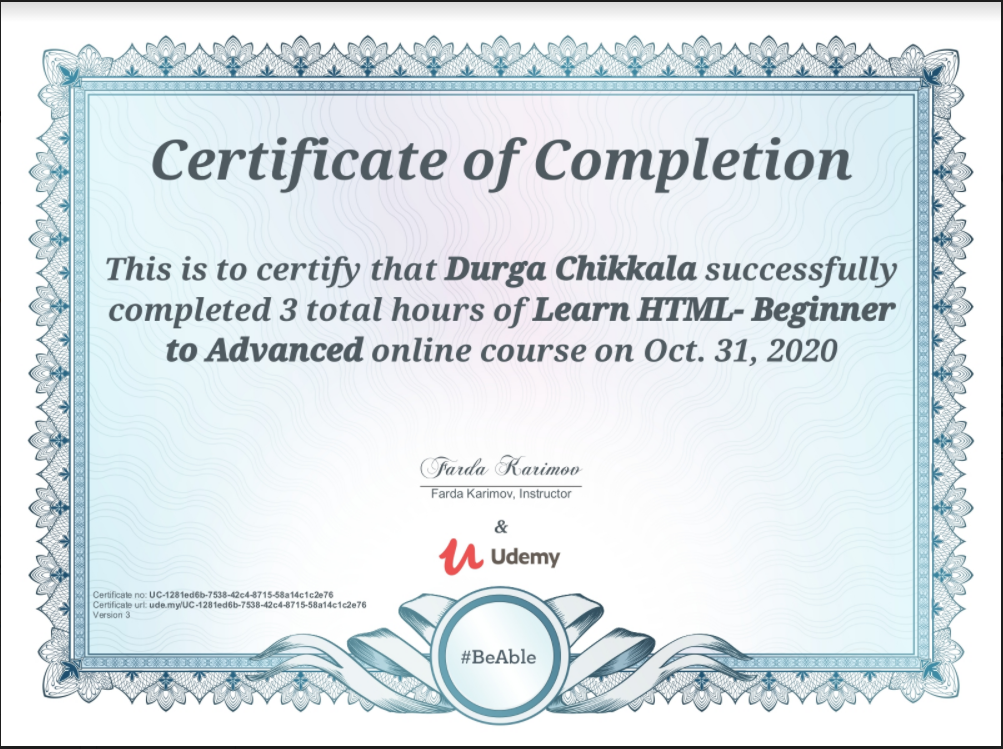 Certificate of Completion
This is to certify that Durga Chikkala successfully
completed 3 total hours of Learn HTML- Beginner
to Advanced online course on Oct. 31, 2020
Farda Karimov
Farda Karimov, Instructor
&
Udemy
Certificate no: UC-1281ed6b-7538-42c4-8715-58a14c1c2e76
Certificate url: ude.my/UC-1281ed6b-7538-42c4-8715-58a14c1c2e76
Version 3
#BeAble